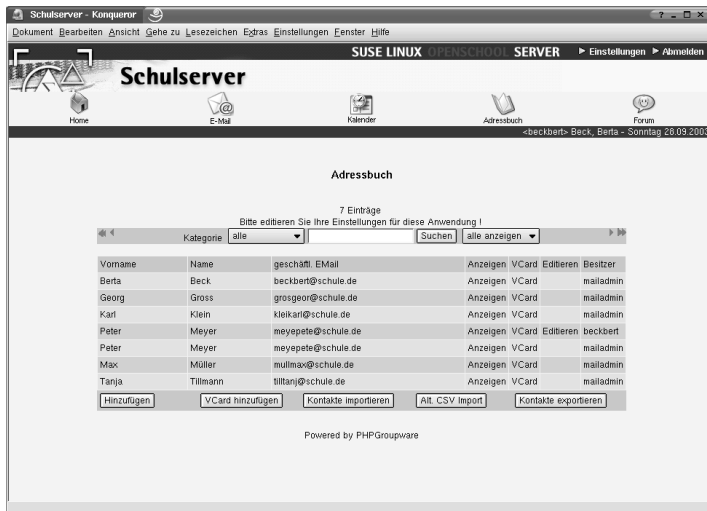 Schulserver - Konqueror
Dokument Bearbeiten Ansicht Gehe zu Lesezeichen Extras Einstellungen Fenster Hilfe
SUSE LINUX OPENSCHOOL SERVER Einstellungen Abmelden
Schulserver
Home E-Mail Kalender Adressbuch Forum
<beckbert> Beck, Berta - Sonntag 28.09.2003
Adressbuch
7 Einträge
Bitte editieren Sie Ihre Einstellungen für diese Anwendung !
Kategorie alle Suchen alle anzeigen
Vorname Name geschäftl. EMail Anzeigen VCard Editieren Besitzer
Berta Beck beckbert@schule.de Anzeigen VCard mailadmin
Georg Gross grosgeor@schule.de Anzeigen VCard mailadmin
Karl Klein kleikarl@schule.de Anzeigen VCard mailadmin
Peter Meyer meyepete@schule.de Anzeigen VCard Editieren beckbert
Peter Meyer meyepete@schule.de Anzeigen VCard mailadmin
Max Müller mullmax@schule.de Anzeigen VCard mailadmin
Tanja Tillmann tilltanj@schule.de Anzeigen VCard mailadmin
Hinzufügen VCard hinzufügen Kontakte importieren Alt. CSV Import Kontakte exportieren
Powered by PHPGroupware